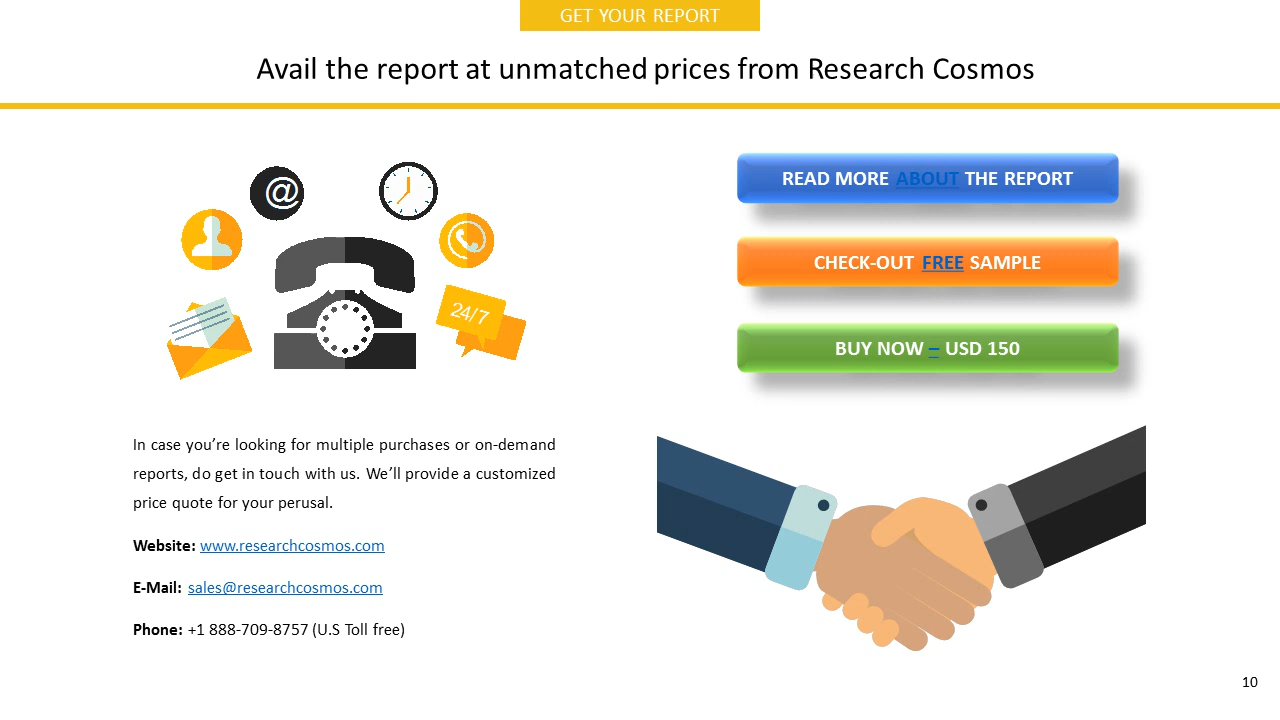 GET YOUR REPORT
Avail the report at unmatched prices from Research Cosmos
@
24/7
READ MORE ABOUT THE REPORT
CHECK-OUT FREE SAMPLE
BUY NOW – USD 150
In case you’re looking for multiple purchases or on-demand
reports, do get in touch with us. We’ll provide a customized
price quote for your perusal.
Website: www.researchcosmos.com
E-Mail: sales@researchcosmos.com
Phone: +1 888-709-8757 (U.S Toll free)
10